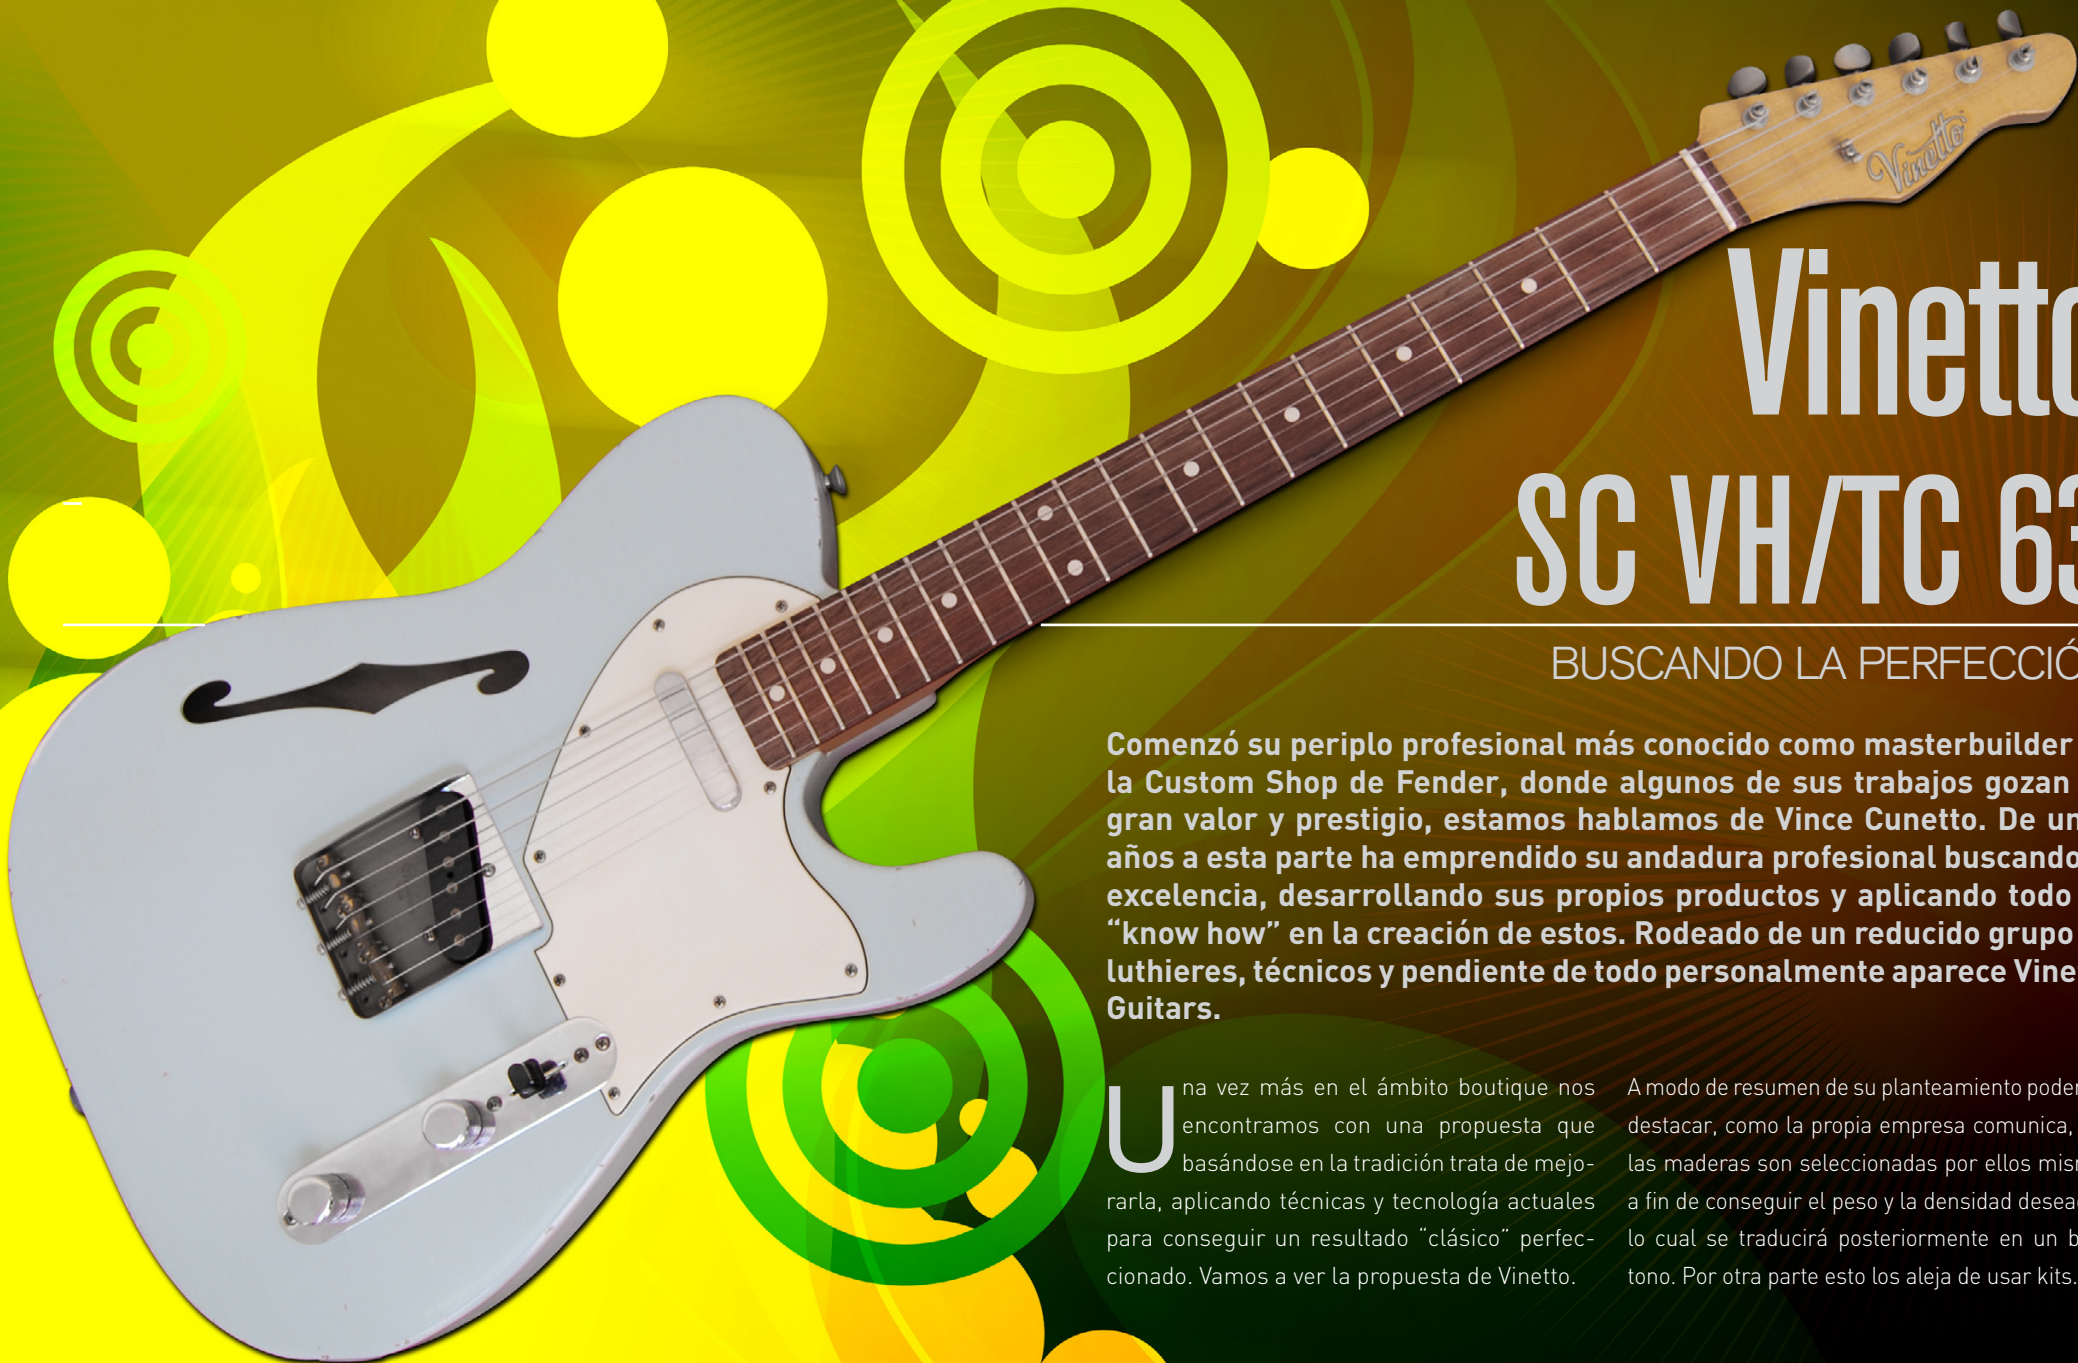 Vinetto
Vinetto
SC VH/TC 63
BUSCANDO LA PERFECCIÓ
Comenzó su periplo profesional más conocido como masterbuilder
la Custom Shop de Fender, donde algunos de sus trabajos gozan
gran valor y prestigio, estamos hablamos de Vince Cunetto. De un
años a esta parte ha emprendido su andadura profesional buscando
excelencia, desarrollando sus propios productos y aplicando todo
“know how” en la creación de estos. Rodeado de un reducido grupo
luthieres, técnicos y pendiente de todo personalmente aparece Vine
Guitars.
Una vez más en el ámbito boutique nos
encontramos con una propuesta que
basándose en la tradición trata de mejo-
rarla, aplicando técnicas y tecnología actuales
para conseguir un resultado “clásico” perfec-
cionado. Vamos a ver la propuesta de Vinetto.
A modo de resumen de su planteamiento poder
destacar, como la propia empresa comunica,
las maderas son seleccionadas por ellos mis
a fin de conseguir el peso y la densidad desea
lo cual se traducirá posteriormente en un b
tono. Por otra parte esto los aleja de usar kits.